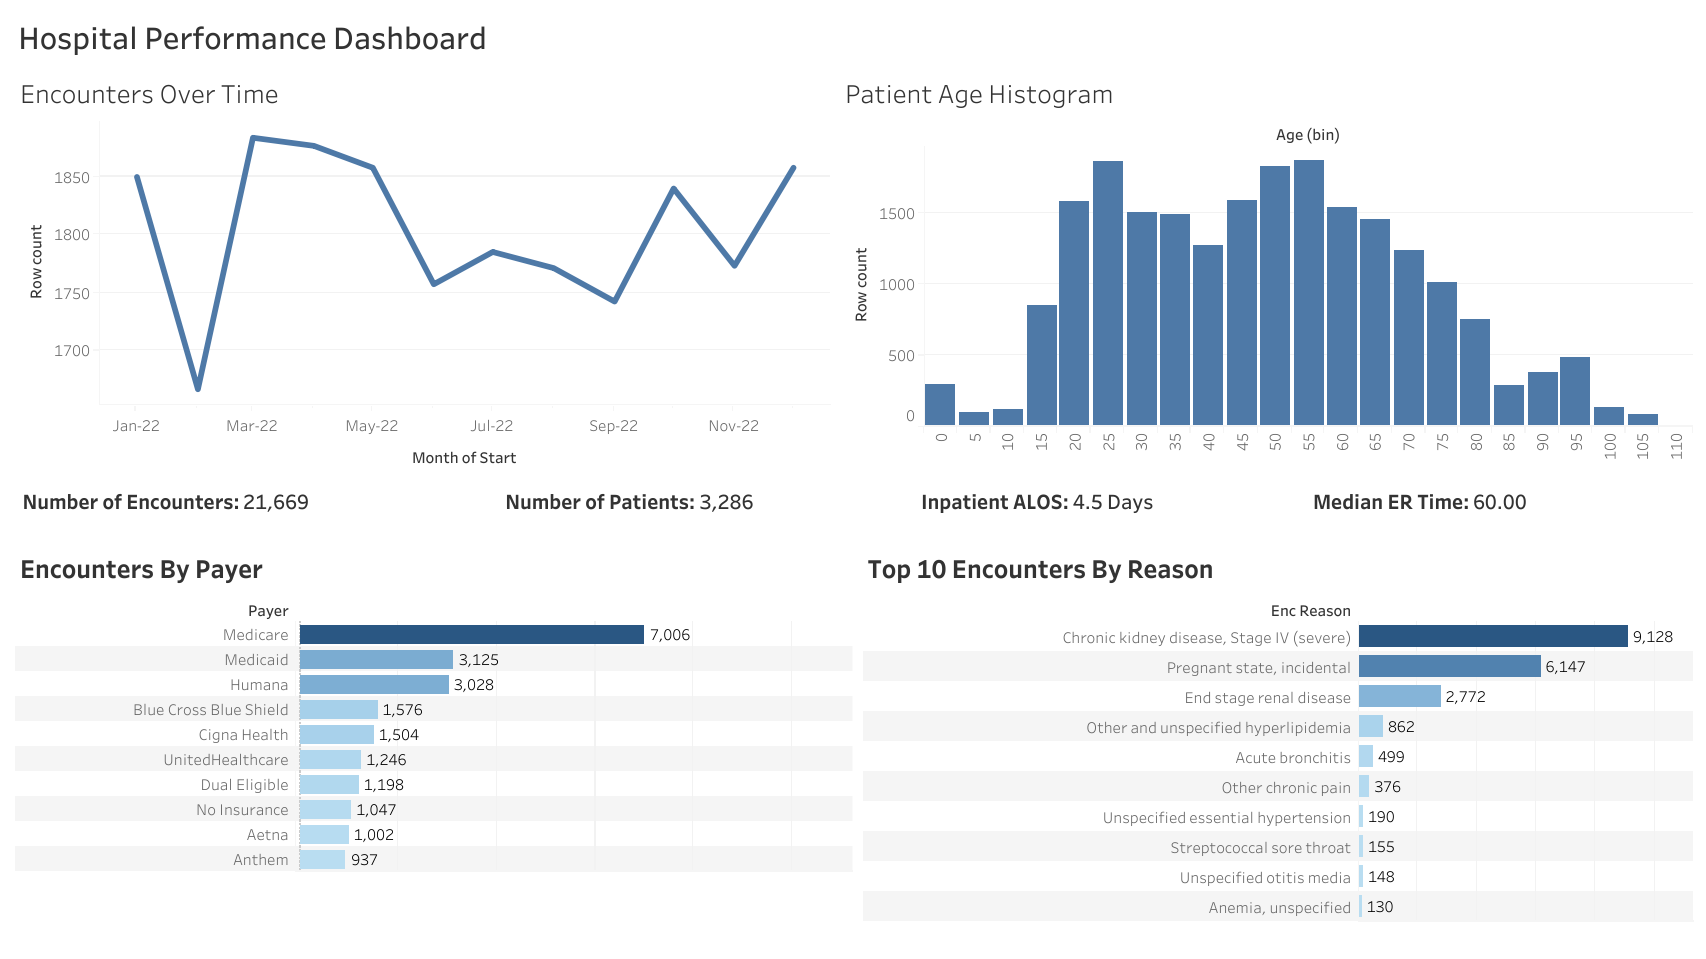 Hospital Performance Dashboard
Encounters Over Time
Row count
1850
1800
1750
1700
Jan-22 Mar-22 May-22 Jul-22 Sep-22 Nov-22
Month of Start
Patient Age Histogram
Age (bin)
Row count
1500
1000
500
0
0 5 10 15 20 25 30 35 40 45 50 55 60 65 70 75 80 85 90 95 100 105 110
Number of Encounters: 21,669
Number of Patients: 3,286
Inpatient ALOS: 4.5 Days
Median ER Time: 60.00
Encounters By Payer
Payer
Medicare 7,006
Medicaid 3,125
Humana 3,028
Blue Cross Blue Shield 1,576
Cigna Health 1,504
UnitedHealthcare 1,246
Dual Eligible 1,198
No Insurance 1,047
Aetna 1,002
Anthem 937
Top 10 Encounters By Reason
Enc Reason
Chronic kidney disease, Stage IV (severe) 9,128
Pregnant state, incidental 6,147
End stage renal disease 2,772
Other and unspecified hyperlipidemia 862
Acute bronchitis 499
Other chronic pain 376
Unspecified essential hypertension 190
Streptococcal sore throat 155
Unspecified otitis media 148
Anemia, unspecified 130